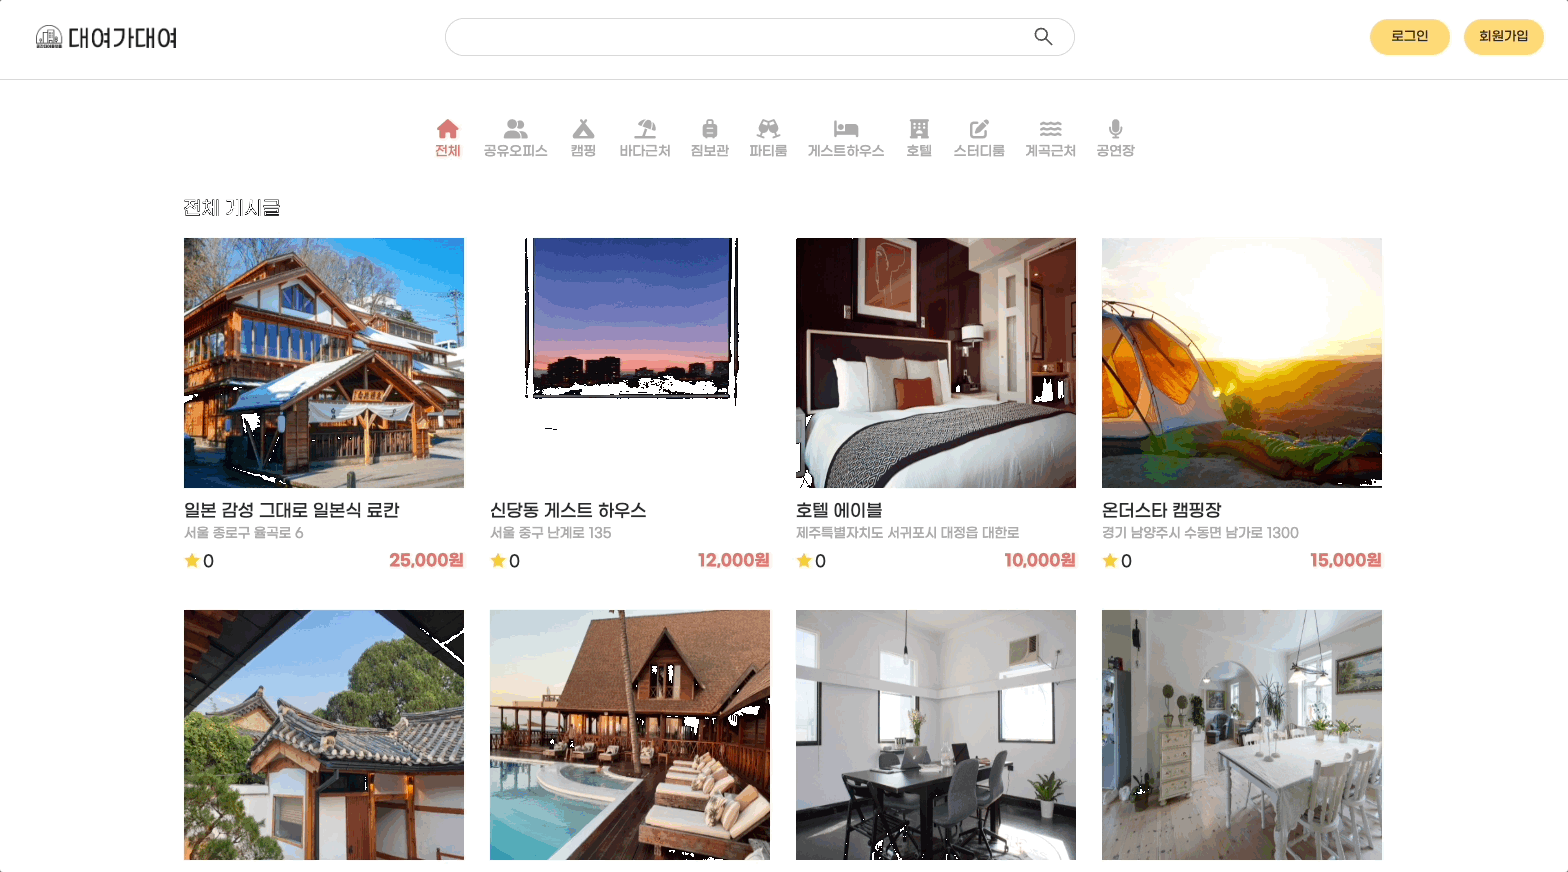 대여가대여
로그인
회원가입
전체
공유오피스
캠핑
바다근처
짐보관
파티룸
게스트하우스
호텔
스터디룸
계곡근처
공연장
전체 게시글
일본 감성 그대로 일본식 료칸
서울 종로구 율곡로 6
0
25,000원
신당동 게스트 하우스
서울 중구 난계로 135
0
12,000원
호텔 에이블
제주특별자치도 서귀포시 대정읍 대한로
0
10,000원
온더스타 캠핑장
경기 남양주시 수동면 남가로 1300
0
15,000원